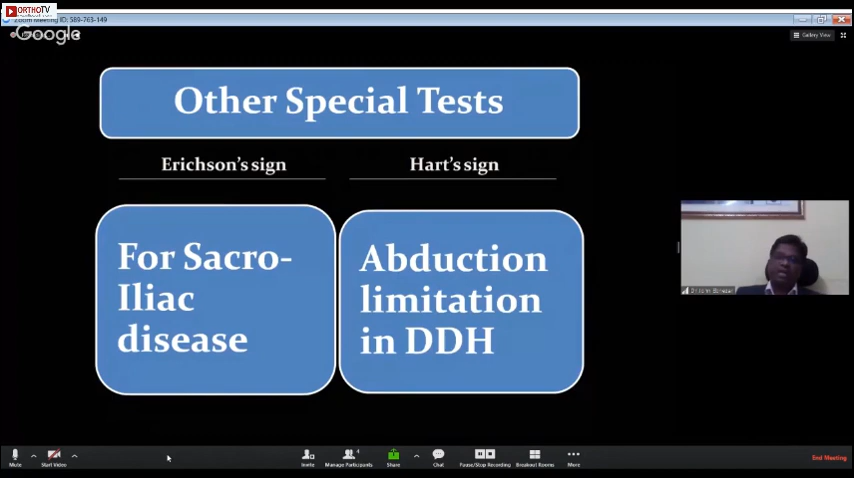 ORTHOTV
Zoom Meeting ID: 589-763-149
Google
Gallery View
Other Special Tests
Erichson's sign
Hart's sign
For Sacro-
Iliac
disease
Abduction
limitation
in DDH
Mute
Start Video
Invite
4
Manage Participants
Share
Chat
Pause/Stop Recording
Breakout Rooms
More
End Meeting